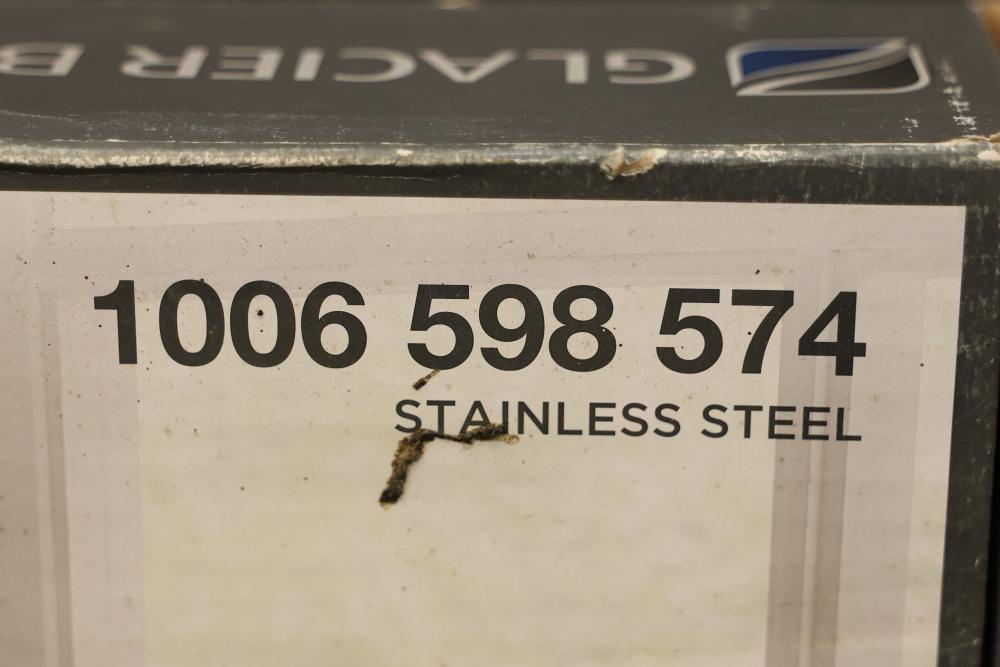 GLACIER B
1006 598 574
STAINLESS STEEL